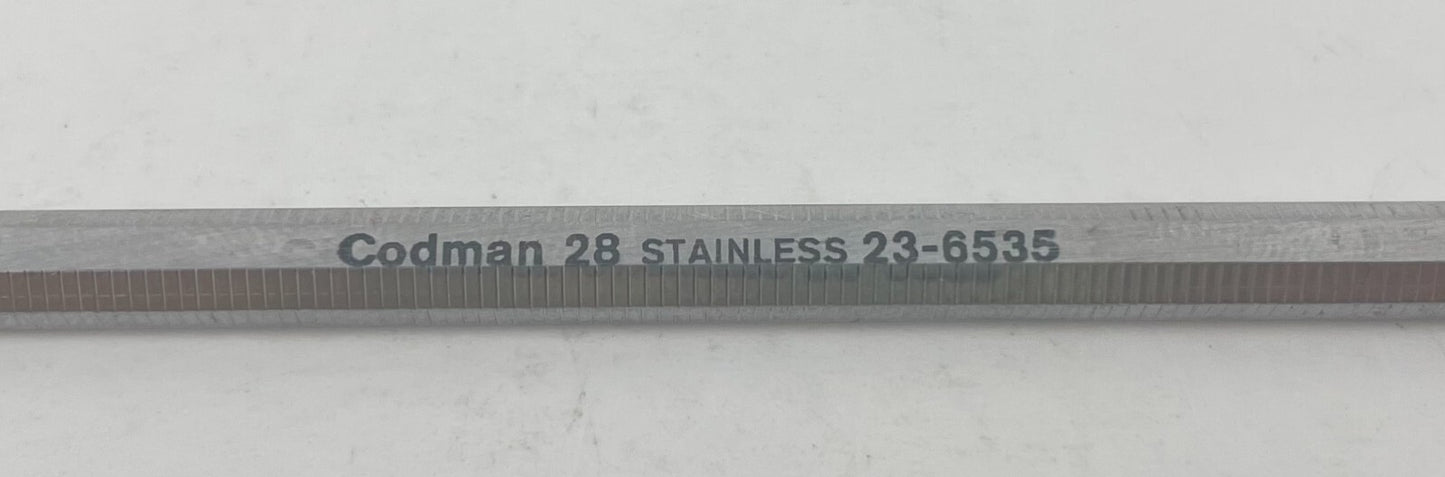 Codman 28 STAINLESS 23-6535